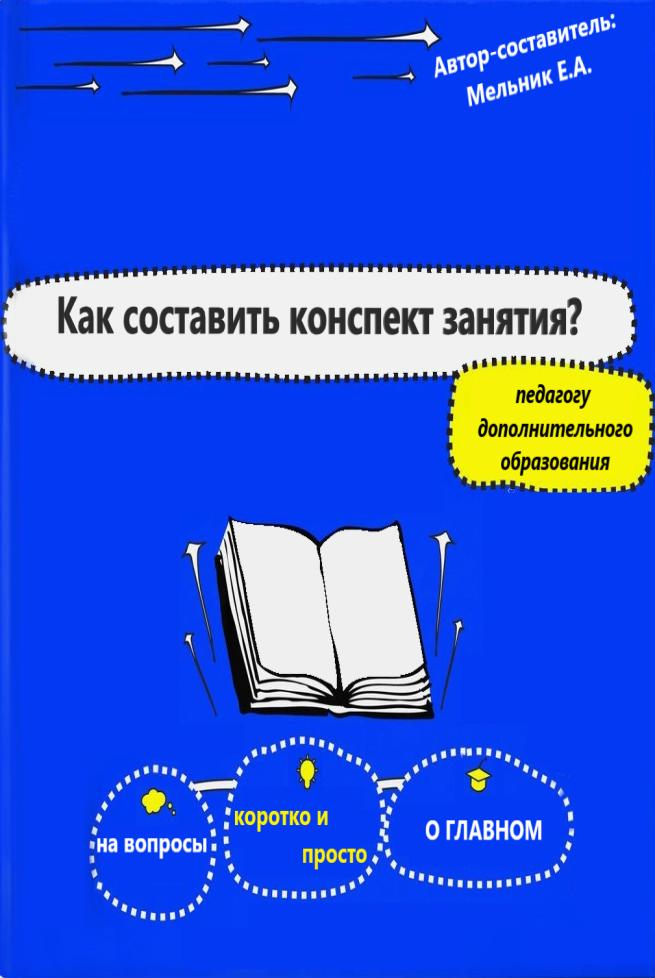 Автор-составитель:
Мельник Е.А.
Как составить конспект занятия?
педагогу
дополнительного
образования
на вопросы
коротко и
просто
О ГЛАВНОМ